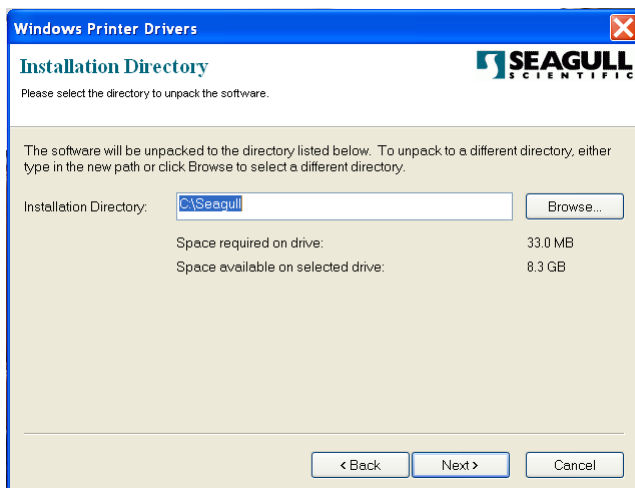 Windows Printer Drivers
Installation Directory
SEAGULL
SCIENTIFIC
Please select the directory to unpack the software.
The software will be unpacked to the directory listed below. To unpack to a different directory, either
type in the new path or click Browse to select a different directory.
Installation Directory: C:\Seagull Browse...
Space required on drive: 33.0 MB
Space available on selected drive: 8.3 GB
< Back Next > Cancel